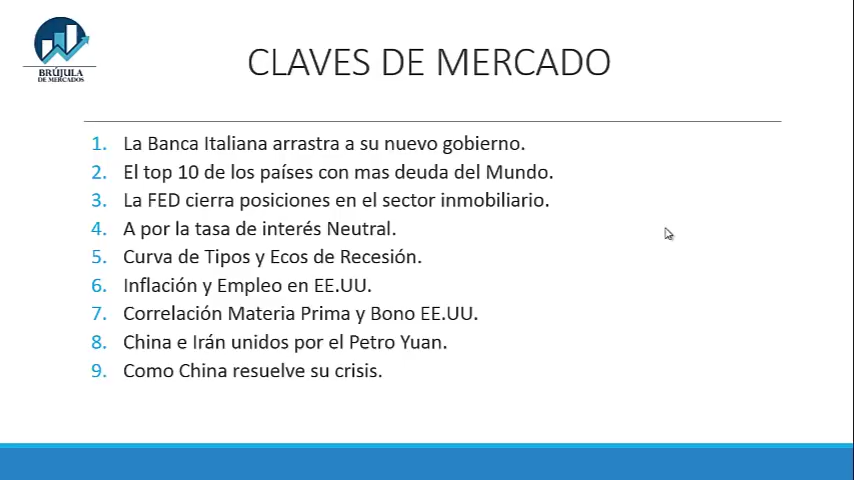 BRÚJULA
DE MERCADOS
CLAVES DE MERCADO
1. La Banca Italiana arrastra a su nuevo gobierno.
2. El top 10 de los países con mas deuda del Mundo.
3. La FED cierra posiciones en el sector inmobiliario.
4. A por la tasa de interés Neutral.
5. Curva de Tipos y Ecos de Recesión.
6. Inflación y Empleo en EE.UU.
7. Correlación Materia Prima y Bono EE.UU.
8. China e Irán unidos por el Petro Yuan.
9. Como China resuelve su crisis.